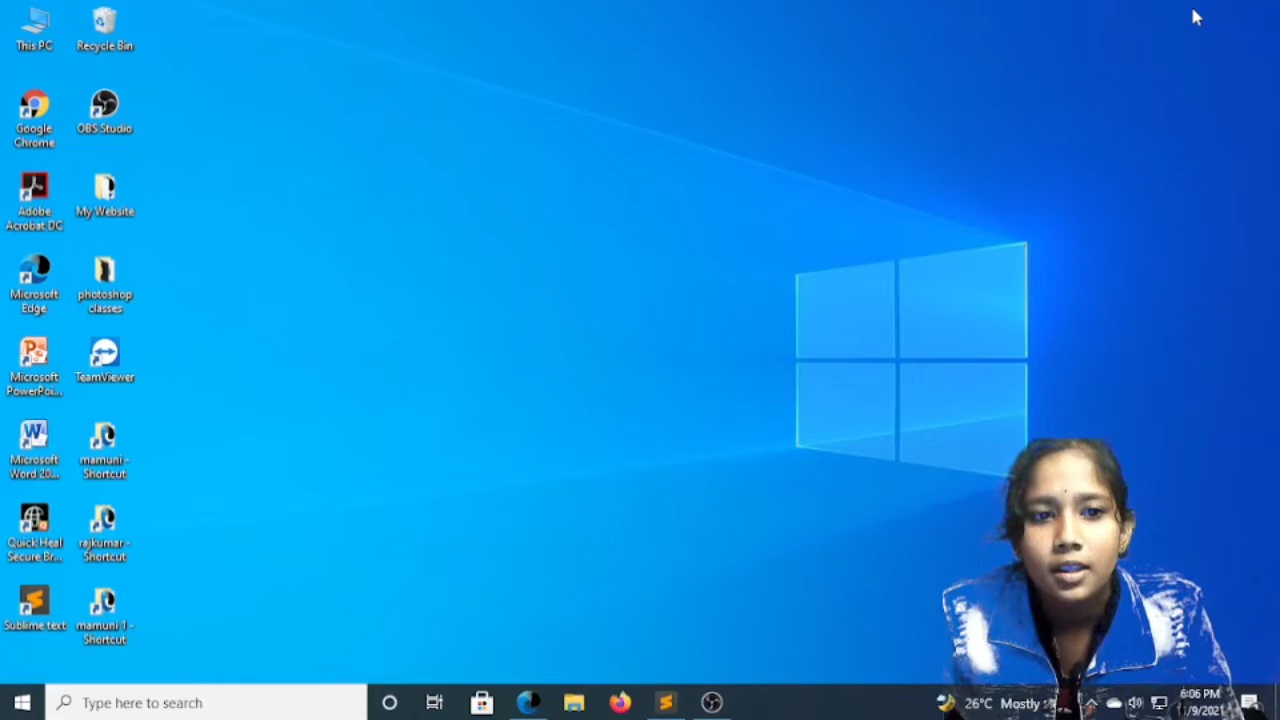 This PC
Recycle Bin
Google
Chrome
OBS Studio
Adobe
Acrobat DC
My Website
Microsoft
Edge
photoshop
classes
Microsoft
PowerPoi...
TeamViewer
Microsoft
Word 20...
mamuni -
Shortcut
Quick Heal
Secure Br...
rajkumar -
Shortcut
Sublime text
mamuni 1 -
Shortcut
Type here to search
26°C Mostly
6:06 PM
11/9/2021